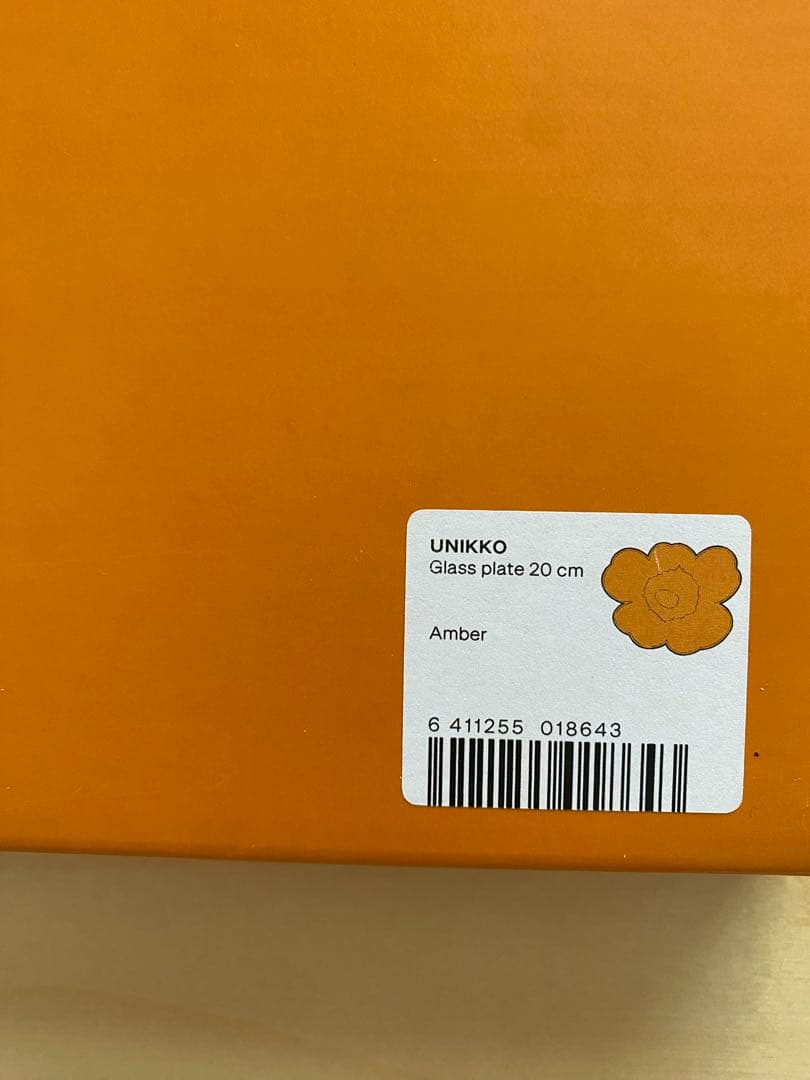 UNIKKO
Glass plate 20 cm
Amber
6 411255 018643